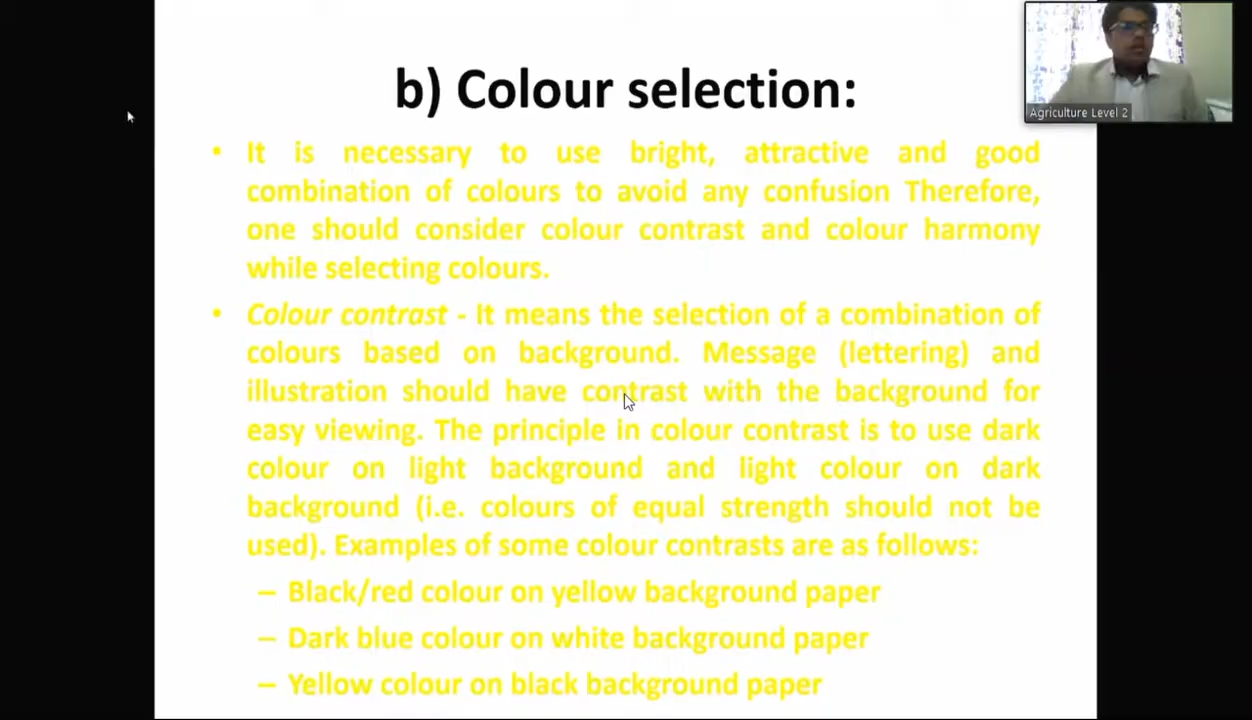 b) Colour selection:
Agriculture Level 2
• It is necessary to use bright, attractive and good
combination of colours to avoid any confusion Therefore,
one should consider colour contrast and colour harmony
while selecting colours.
• Colour contrast - It means the selection of a combination of
colours based on background. Message (lettering) and
illustration should have contrast with the background for
easy viewing. The principle in colour contrast is to use dark
colour on light background and light colour on dark
background (i.e. colours of equal strength should not be
used). Examples of some colour contrasts are as follows:
– Black/red colour on yellow background paper
– Dark blue colour on white background paper
– Yellow colour on black background paper